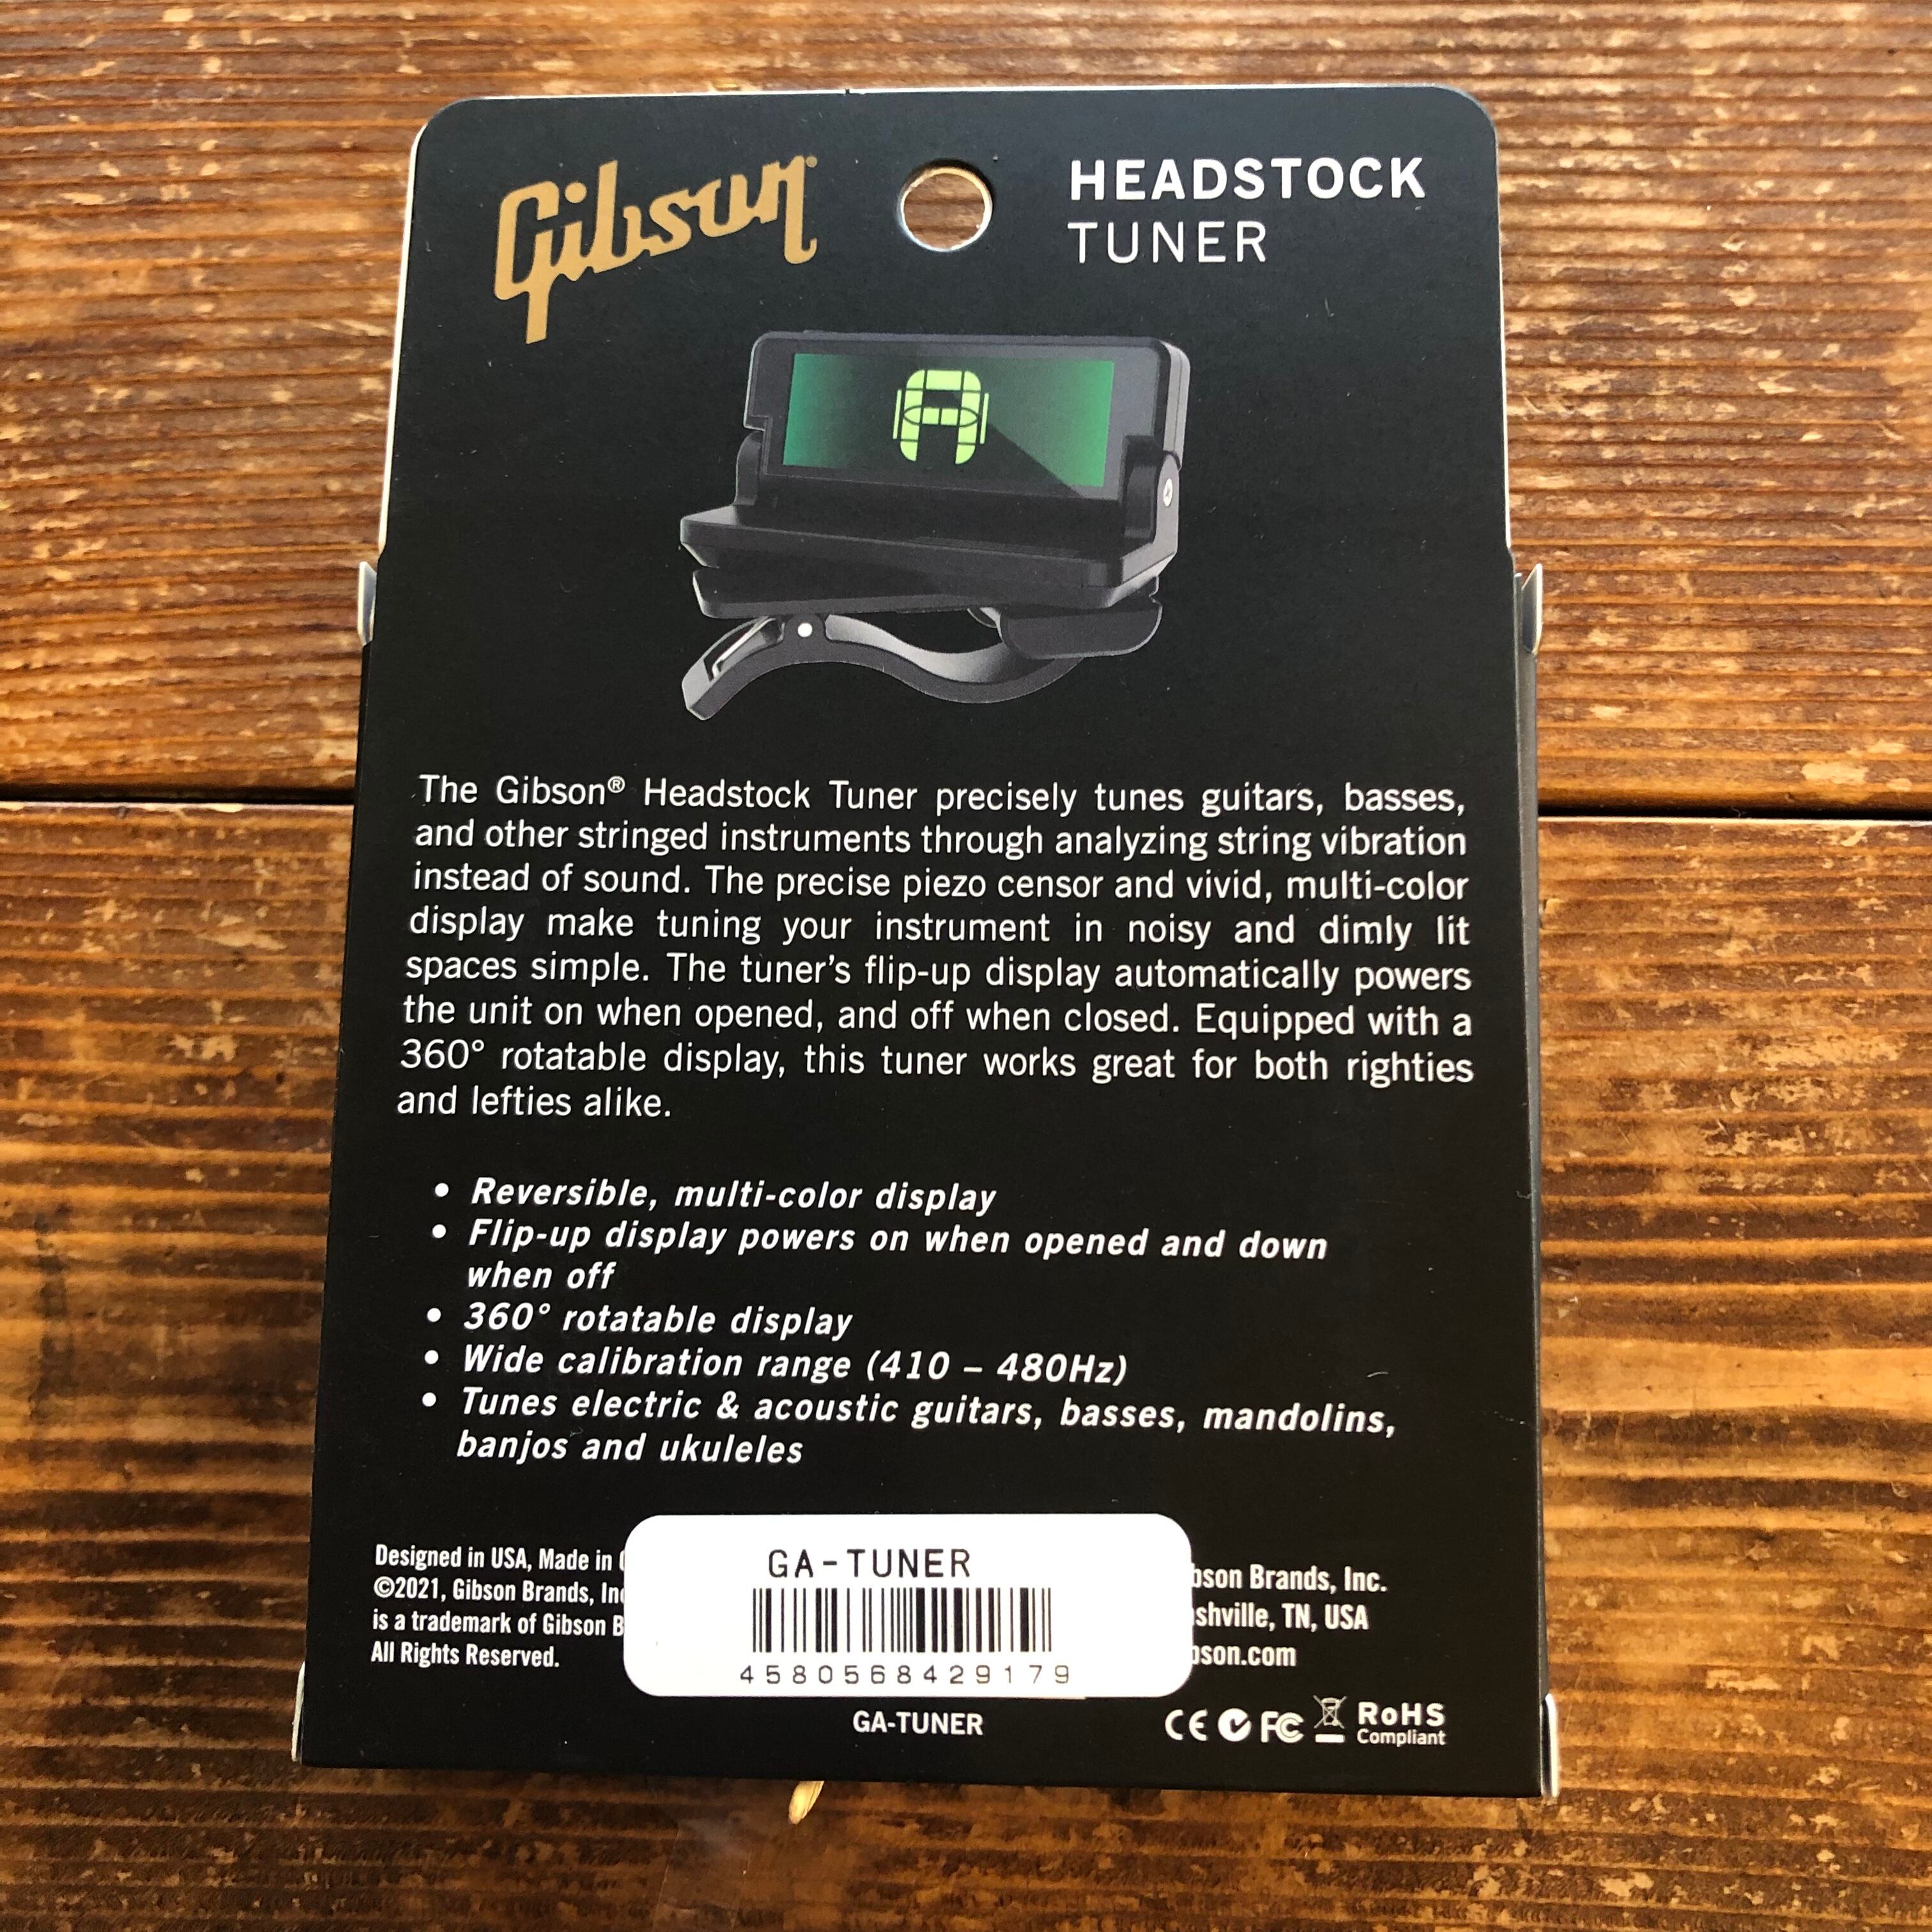 Gibson
HEADSTOCK
TUNER
A
The Gibson® Headstock Tuner precisely tunes guitars, basses,
and other stringed instruments through analyzing string vibration
instead of sound. The precise piezo censor and vivid, multi-color
display make tuning your instrument in noisy and dimly lit
spaces simple. The tuner's flip-up display automatically powers
the unit on when opened, and off when closed. Equipped with a
360° rotatable display, this tuner works great for both righties
and lefties alike.
• Reversible, multi-color display
• Flip-up display powers on when opened and down
when off
• 360° rotatable display
• Wide calibration range (410 – 480Hz)
• Tunes electric & acoustic guitars, basses, mandolins,
banjos and ukuleles
Designed in USA, Made in
©2021, Gibson Brands,
is a trademark of Gibson
All Rights Reserved.
GA-TUNER
4580568429179
GA-TUNER
Brands, Inc.
TN, USA
CE FC RoHS
Compliant